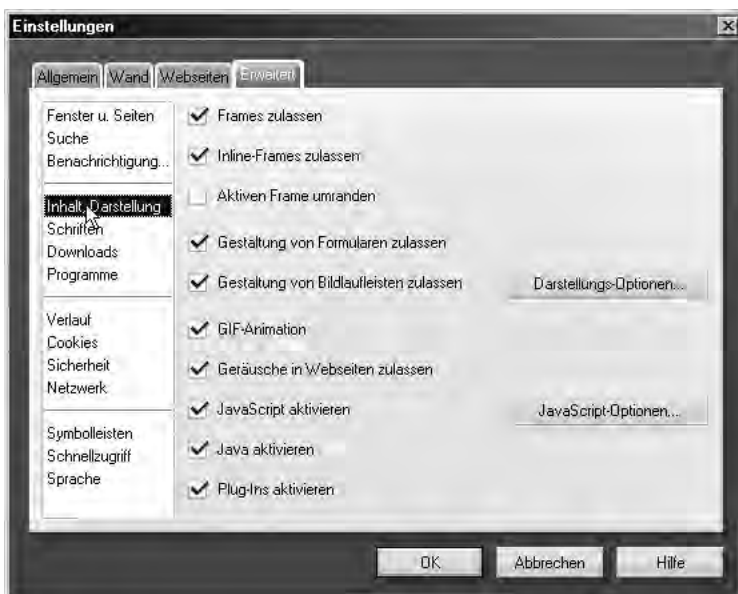 Einstellungen
Allgemein Wand Webseiten Erweitert
Fenster u. Seiten
Suche
Benachrichtigung...
Inhalt, Darstellung
Schriften
Downloads
Programme
Verlauf
Cookies
Sicherheit
Netzwerk
Symbolleisten
Schnellzugriff
Sprache
Frames zulassen
Inline-Frames zulassen
Aktiven Frame umranden
Gestaltung von Formularen zulassen
Gestaltung von Bildlaufleisten zulassen
Darstellungs-Optionen...
GIF-Animation
Geräusche in Webseiten zulassen
JavaScript aktivieren
JavaScript-Optionen...
Java aktivieren
Plug-Ins aktivieren
OK Abbrechen Hilfe